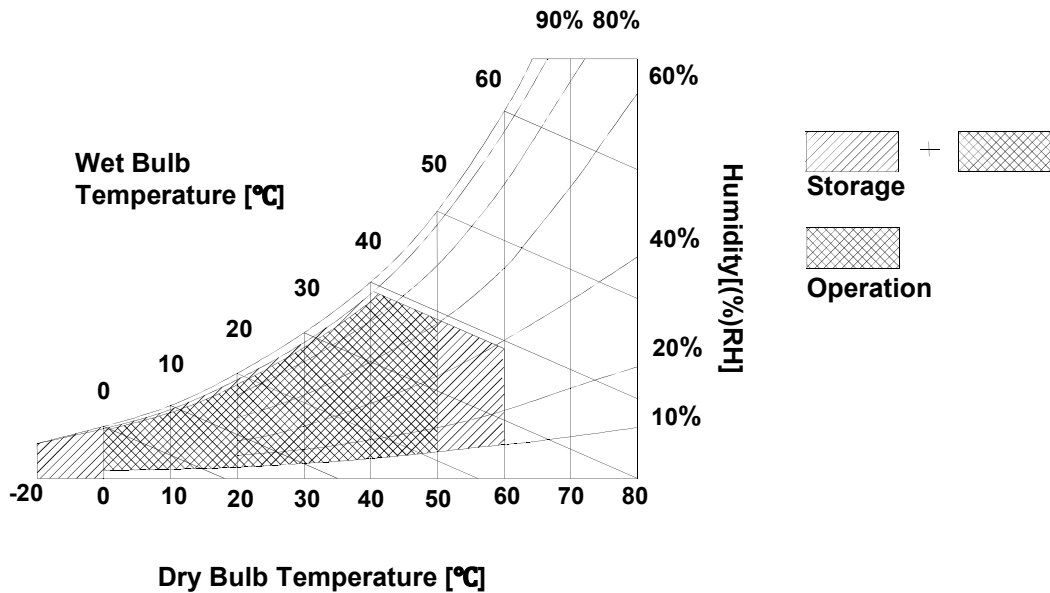 90% 80%
60
60%
Wet Bulb
Temperature [℃]
50
40
40%
30
20
20%
10
10%
0
Humidity[(%)RH]
-20 0 10 20 30 40 50 60 70 80
Dry Bulb Temperature [℃]
+
Storage
Operation